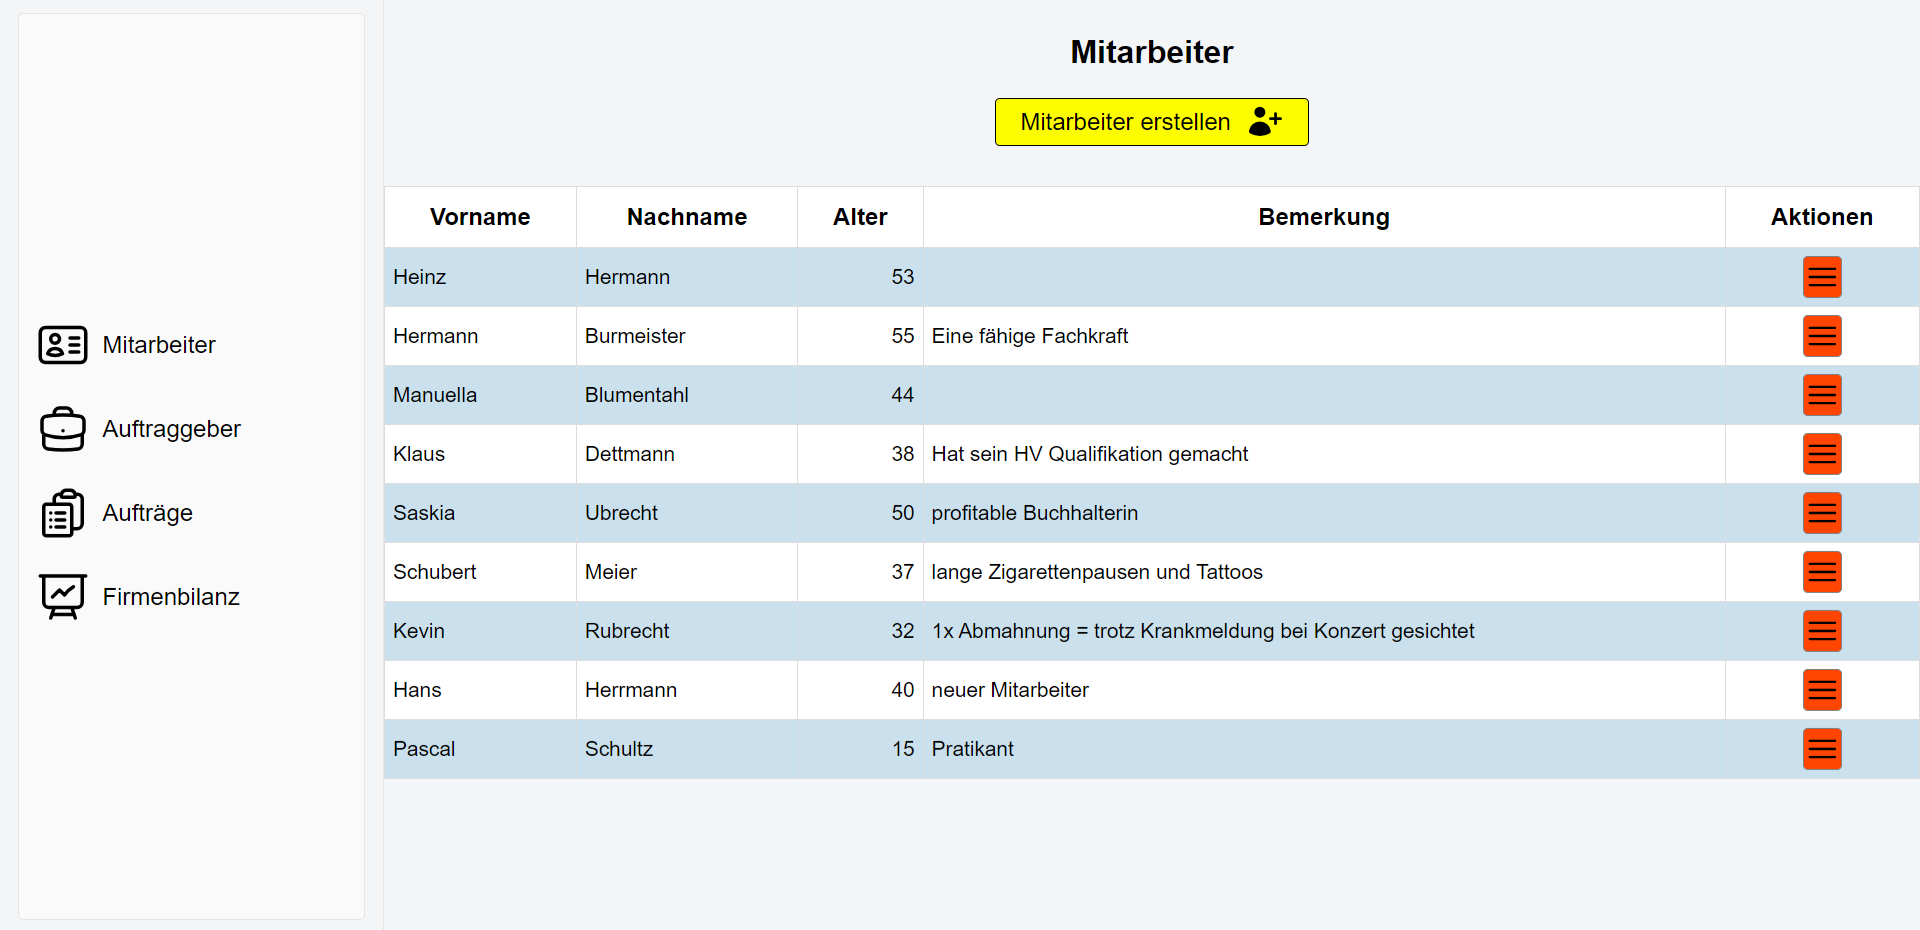 Mitarbeiter
Auftraggeber
Aufträge
Firmenbilanz
Mitarbeiter
Mitarbeiter erstellen
Vorname Nachname Alter Bemerkung Aktionen
Heinz Hermann 53
Hermann Burmeister 55 Eine fähige Fachkraft
Manuella Blumentahl 44
Klaus Dettmann 38 Hat sein HV Qualifikation gemacht
Saskia Ubrecht 50 profitable Buchhalterin
Schubert Meier 37 lange Zigarettenpausen und Tattoos
Kevin Rubrecht 32 1x Abmahnung = trotz Krankmeldung bei Konzert gesichtet
Hans Herrmann 40 neuer Mitarbeiter
Pascal Schultz 15 Pratikant